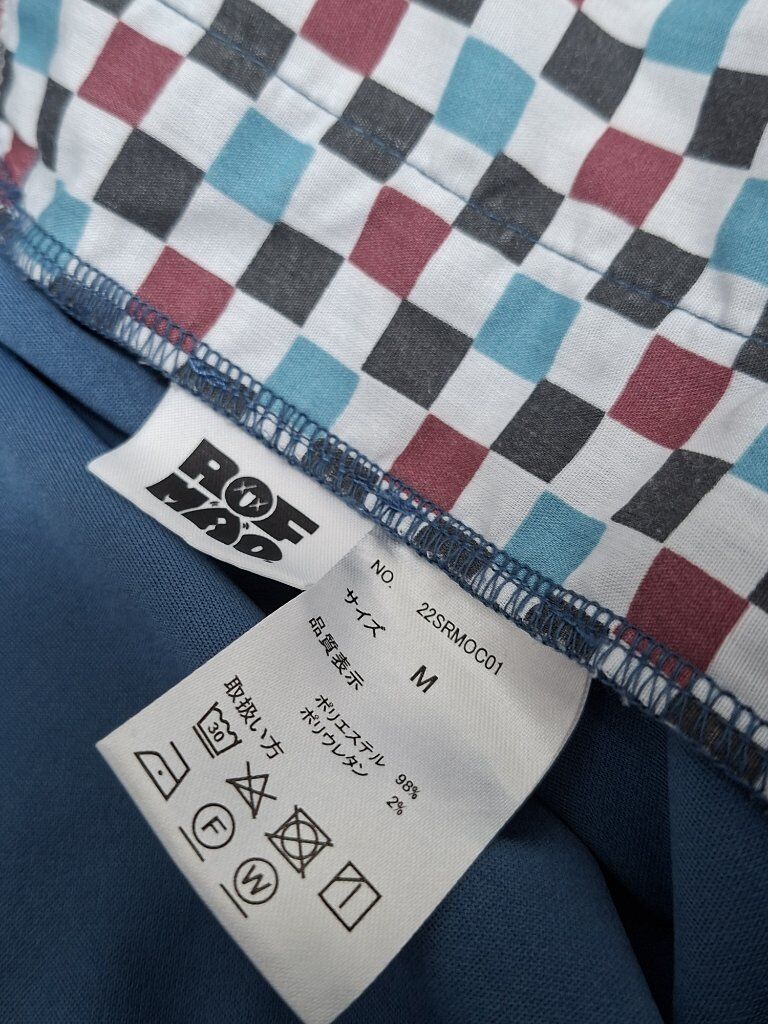 ROF
MAO
NO. 22SRMOC01
サイズ M
品質表示
ポリエステル 98%
ポリウレタン 2%
取扱い方
30
F
W